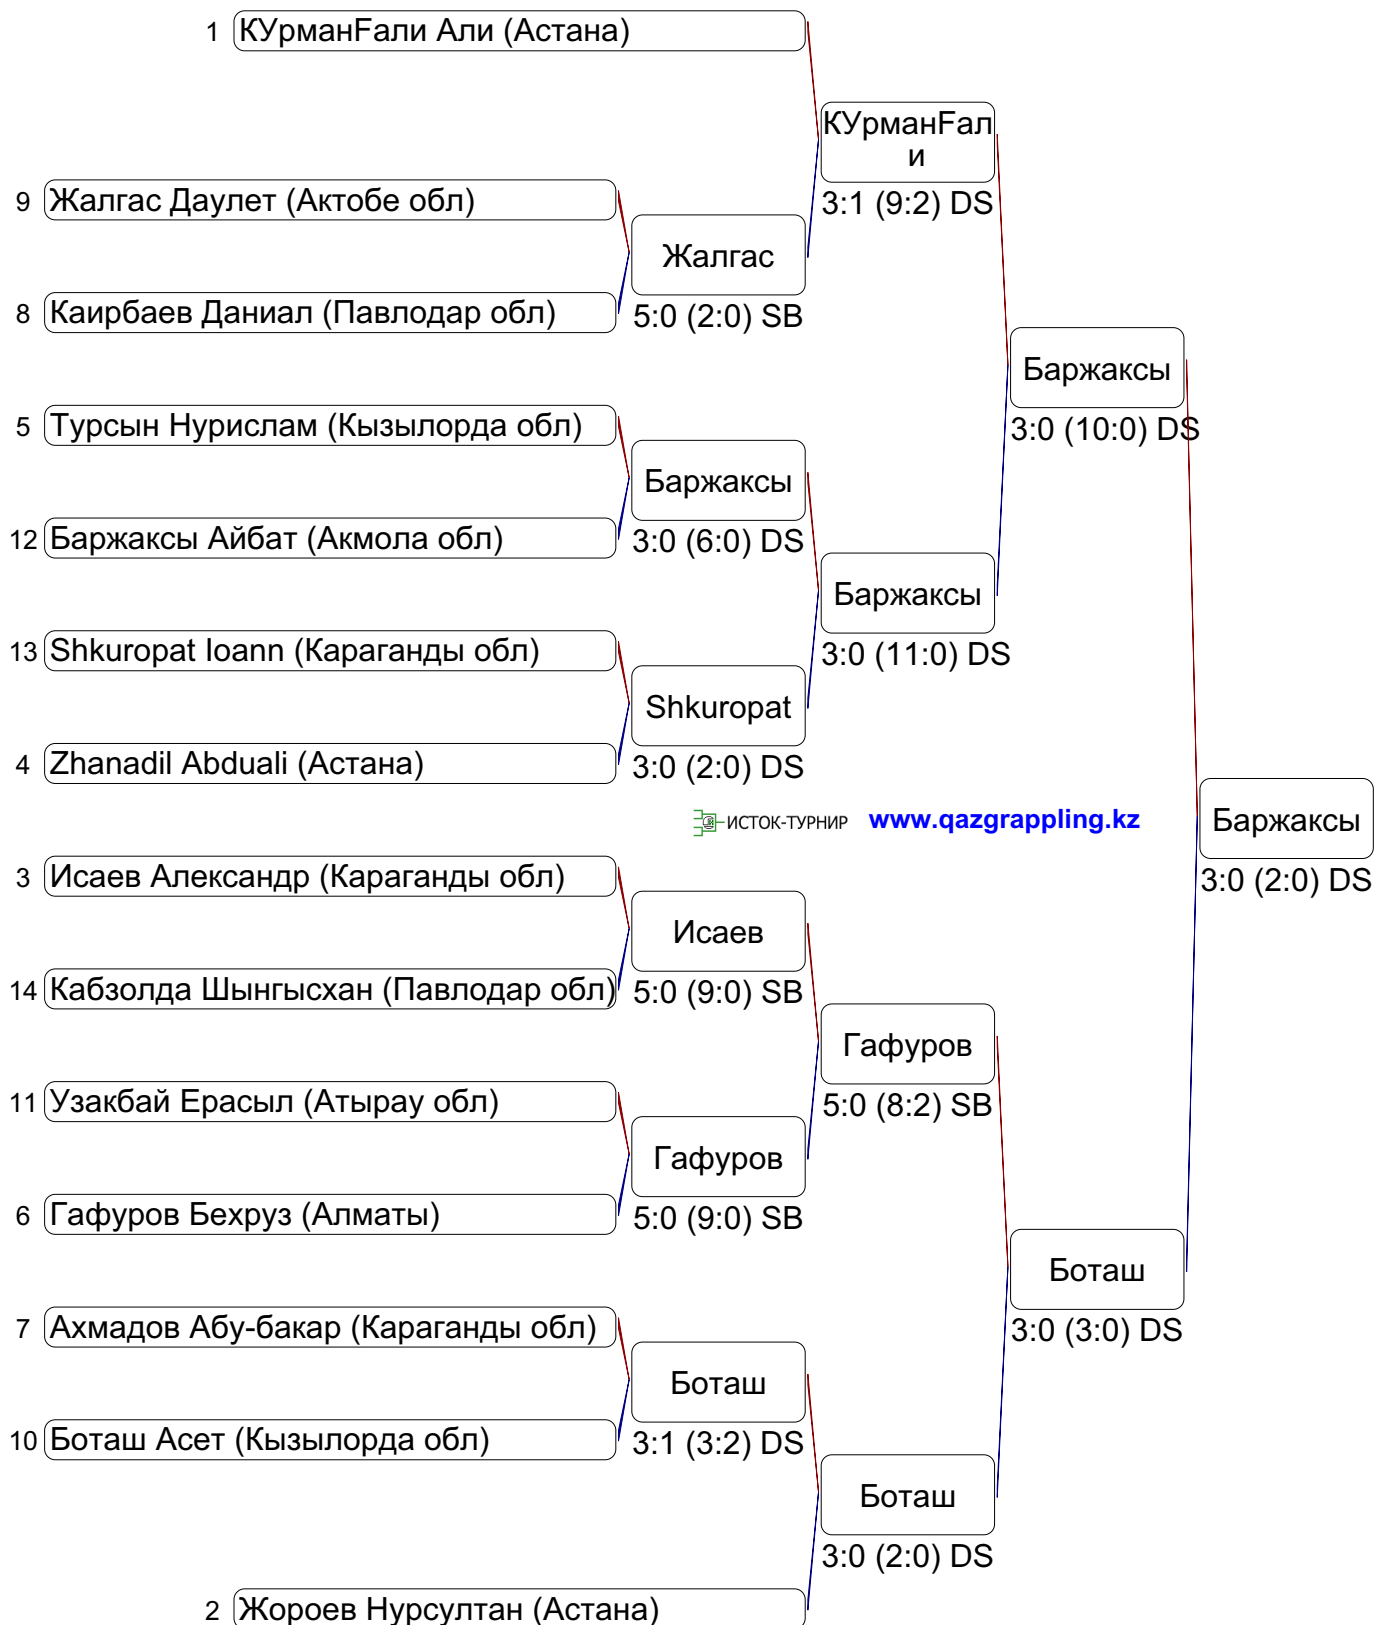 1 КУрманҒали Али (Астана)
КУрманҒал
и
9 Жалгас Даулет (Актобе обл)
3:1 (9:2) DS
Жалгас
8 Каирбаев Даниал (Павлодар обл)
5:0 (2:0) SB
Баржаксы
5 Турсын Нурислам (Кызылорда обл)
3:0 (10:0) DS
Баржаксы
12 Баржаксы Айбат (Акмола обл)
3:0 (6:0) DS
Баржаксы
13 Shkuropat Ioann (Караганды обл)
3:0 (11:0) DS
Shkuropat
4 Zhanadil Abduali (Астана)
3:0 (2:0) DS
ИСТОК-ТУРНИР www.qazgrappling.kz
Баржаксы
3 Исаев Александр (Караганды обл)
3:0 (2:0) DS
Исаев
14 Кабзолда Шынгысхан (Павлодар обл)
5:0 (9:0) SB
Гафуров
11 Узакбай Ерасыл (Атырау обл)
5:0 (8:2) SB
Гафуров
6 Гафуров Бехруз (Алматы)
5:0 (9:0) SB
Боташ
7 Ахмадов Абу-бакар (Караганды обл)
3:0 (3:0) DS
Боташ
10 Боташ Асет (Кызылорда обл)
3:1 (3:2) DS
Боташ
3:0 (2:0) DS
2 Жороев Нурсултан (Астана)